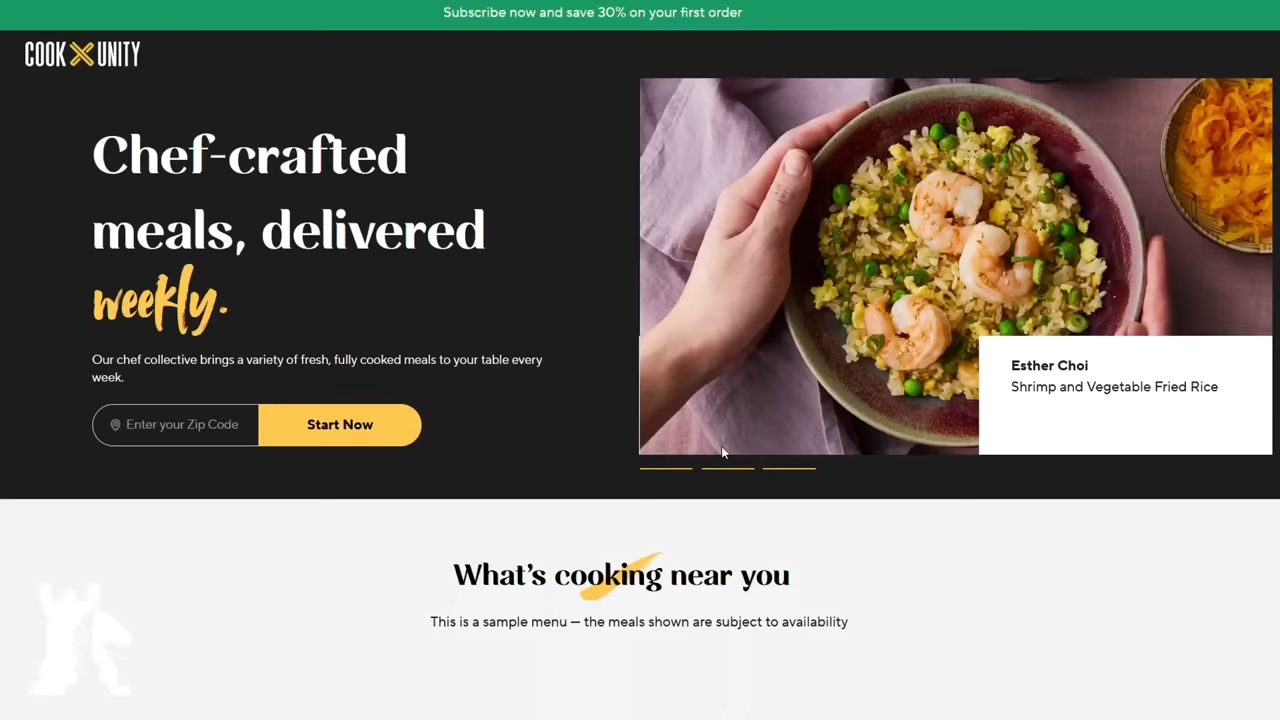 Subscribe now and save 30% on your first order
COOK UNITY
Chef-crafted
meals, delivered
weekly.
Our chef collective brings a variety of fresh, fully cooked meals to your table every
week.
Enter your Zip Code
Start Now
Esther Choi
Shrimp and Vegetable Fried Rice
What's cooking near you
This is a sample menu — the meals shown are subject to availability